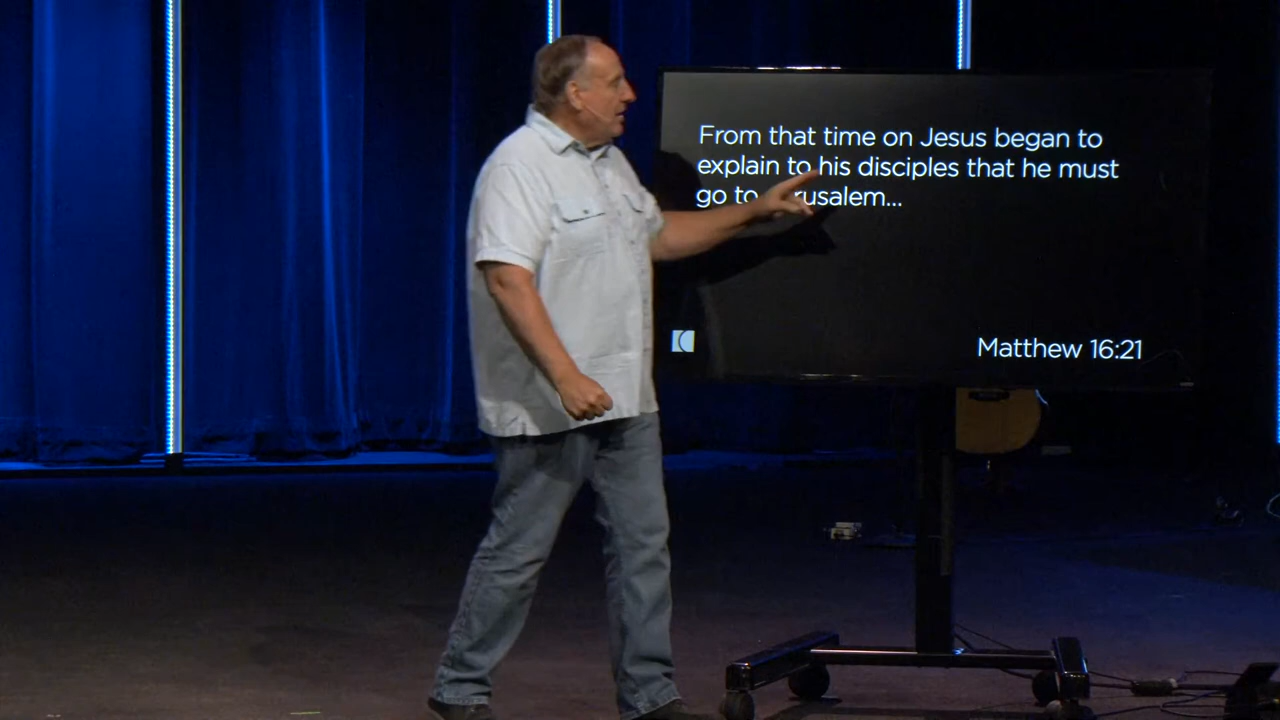 From that time on Jesus began to
explain to his disciples that he must
go to rusalem...
Matthew 16:21